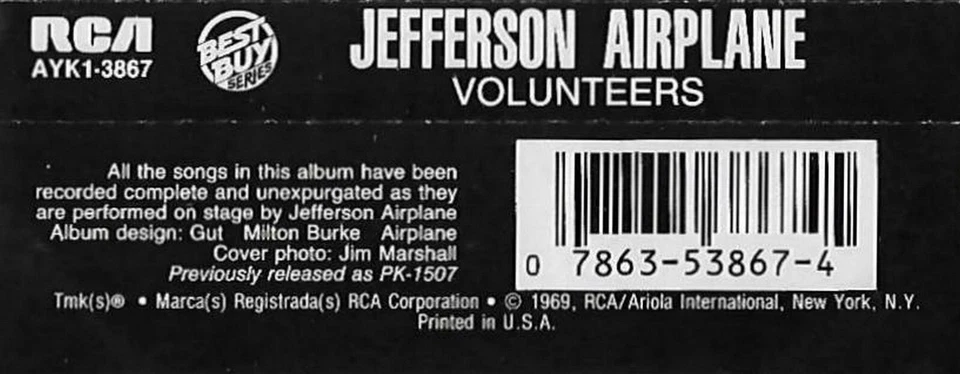 RCA
AYK1-3867
BEST BUY SERIES
JEFFERSON AIRPLANE
VOLUNTEERS
All the songs in this album have been
recorded complete and unexpurgated as they
are performed on stage by Jefferson Airplane
Album design: Gut Milton Burke Airplane
Cover photo: Jim Marshall
Previously released as PK-1507
0 7863-53867-4
Tmk(s)® • Marca(s) Registrada(s) RCA Corporation • © 1969, RCA/Ariola International, New York, N.Y.
Printed in U.S.A.